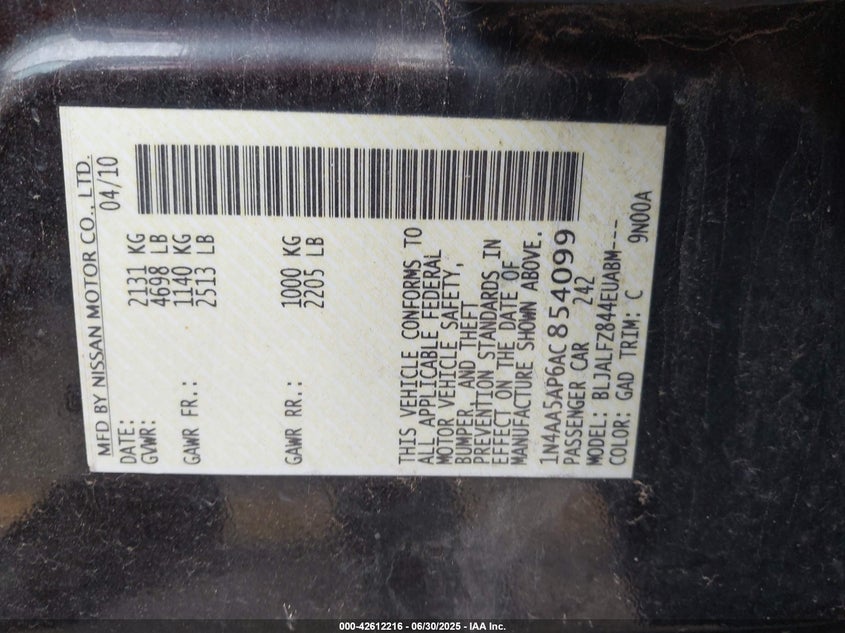 MFD BY NISSAN MOTOR CO., LTD.
DATE: 04/10
GVWR: 2131 KG
4698 LB
GAWR FR.: 1140 KG
2513 LB
GAWR RR.: 1000 KG
2205 LB
THIS VEHICLE CONFORMS TO
ALL APPLICABLE FEDERAL
MOTOR VEHICLE SAFETY,
BUMPER, AND THEFT
PREVENTION STANDARDS IN
EFFECT ON THE DATE OF
MANUFACTURE SHOWN ABOVE.
1N4AA5AP6AC854099
PASSENGER CAR 242
MODEL: BLJALFZ844EUABM---
COLOR: GAD TRIM: C 9N00A
000-42612216 - 06/30/2025 - IAA Inc.